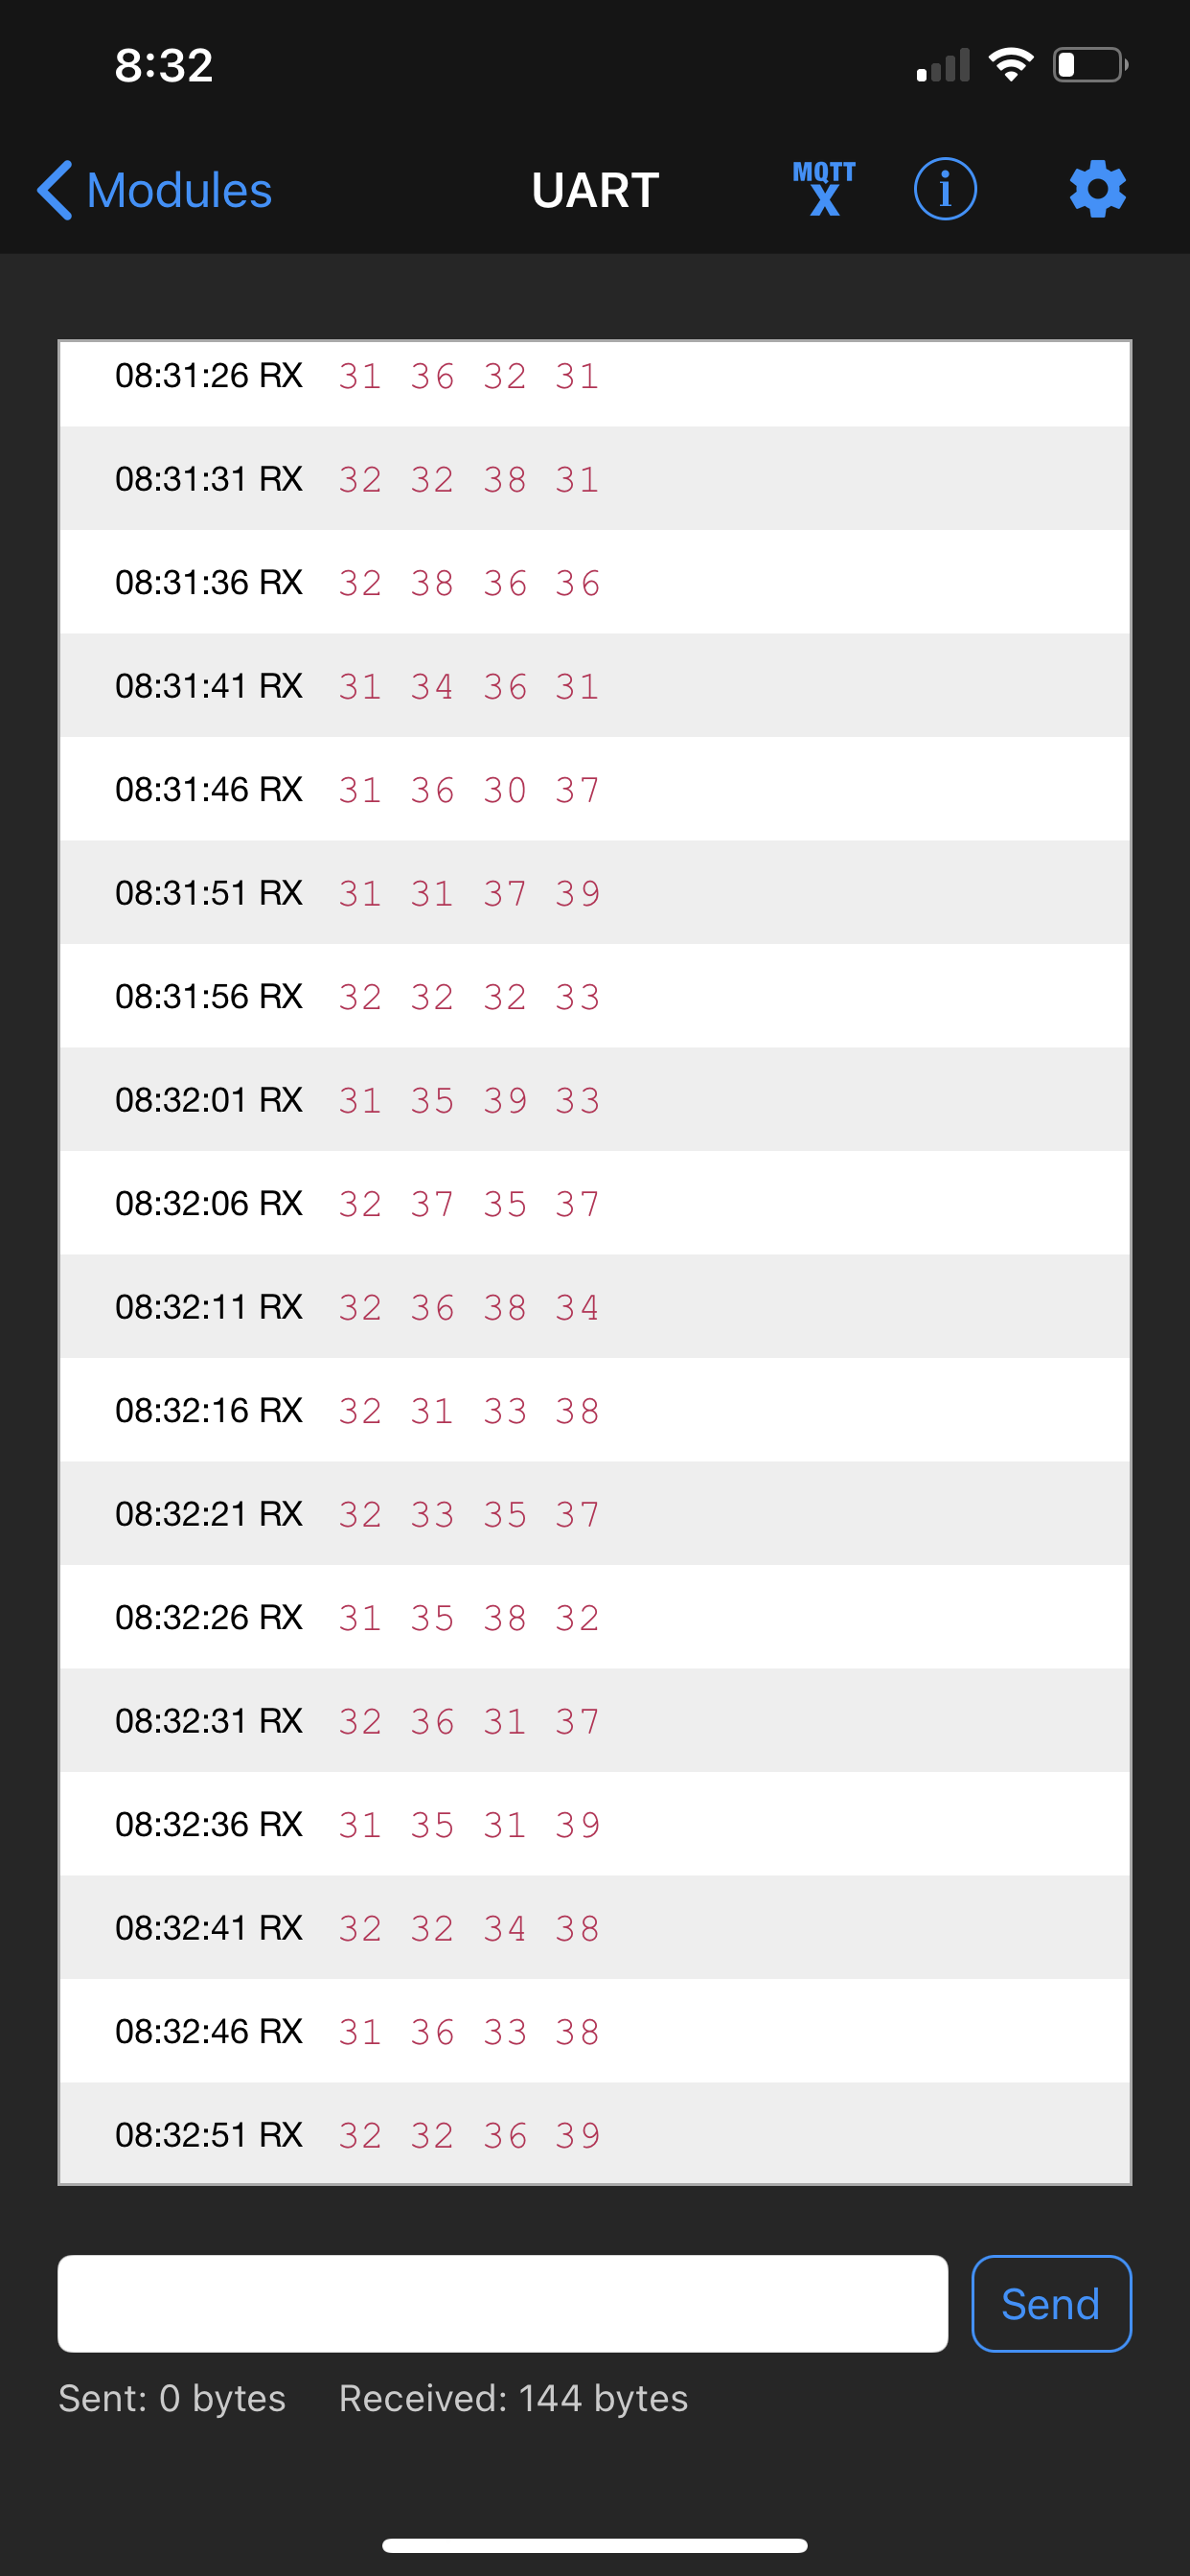 8:32
Modules UART MQTT X i
08:31:26 RX 31 36 32 31
08:31:31 RX 32 32 38 31
08:31:36 RX 32 38 36 36
08:31:41 RX 31 34 36 31
08:31:46 RX 31 36 30 37
08:31:51 RX 31 31 37 39
08:31:56 RX 32 32 32 33
08:32:01 RX 31 35 39 33
08:32:06 RX 32 37 35 37
08:32:11 RX 32 36 38 34
08:32:16 RX 32 31 33 38
08:32:21 RX 32 33 35 37
08:32:26 RX 31 35 38 32
08:32:31 RX 32 36 31 37
08:32:36 RX 31 35 31 39
08:32:41 RX 32 32 34 38
08:32:46 RX 31 36 33 38
08:32:51 RX 32 32 36 39
Send
Sent: 0 bytes Received: 144 bytes